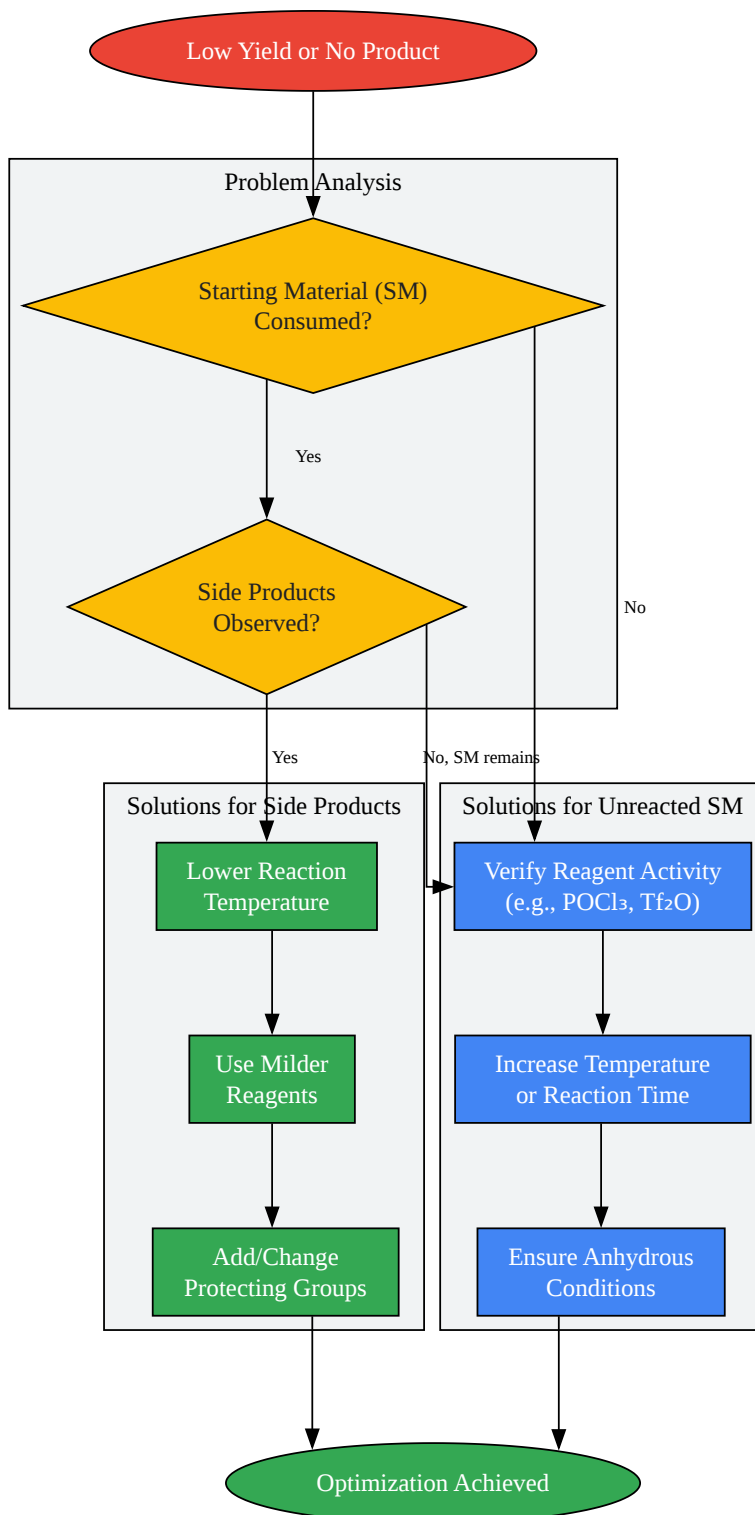 Low Yield or No Product
Problem Analysis
Starting Material (SM)
Consumed?
Yes
Side Products
Observed?
No
Yes
No, SM remains
Solutions for Side Products
Lower Reaction
Temperature
Use Milder
Reagents
Add/Change
Protecting Groups
Solutions for Unreacted SM
Verify Reagent Activity
(e.g., POCl₃, Tf₂O)
Increase Temperature
or Reaction Time
Ensure Anhydrous
Conditions
Optimization Achieved